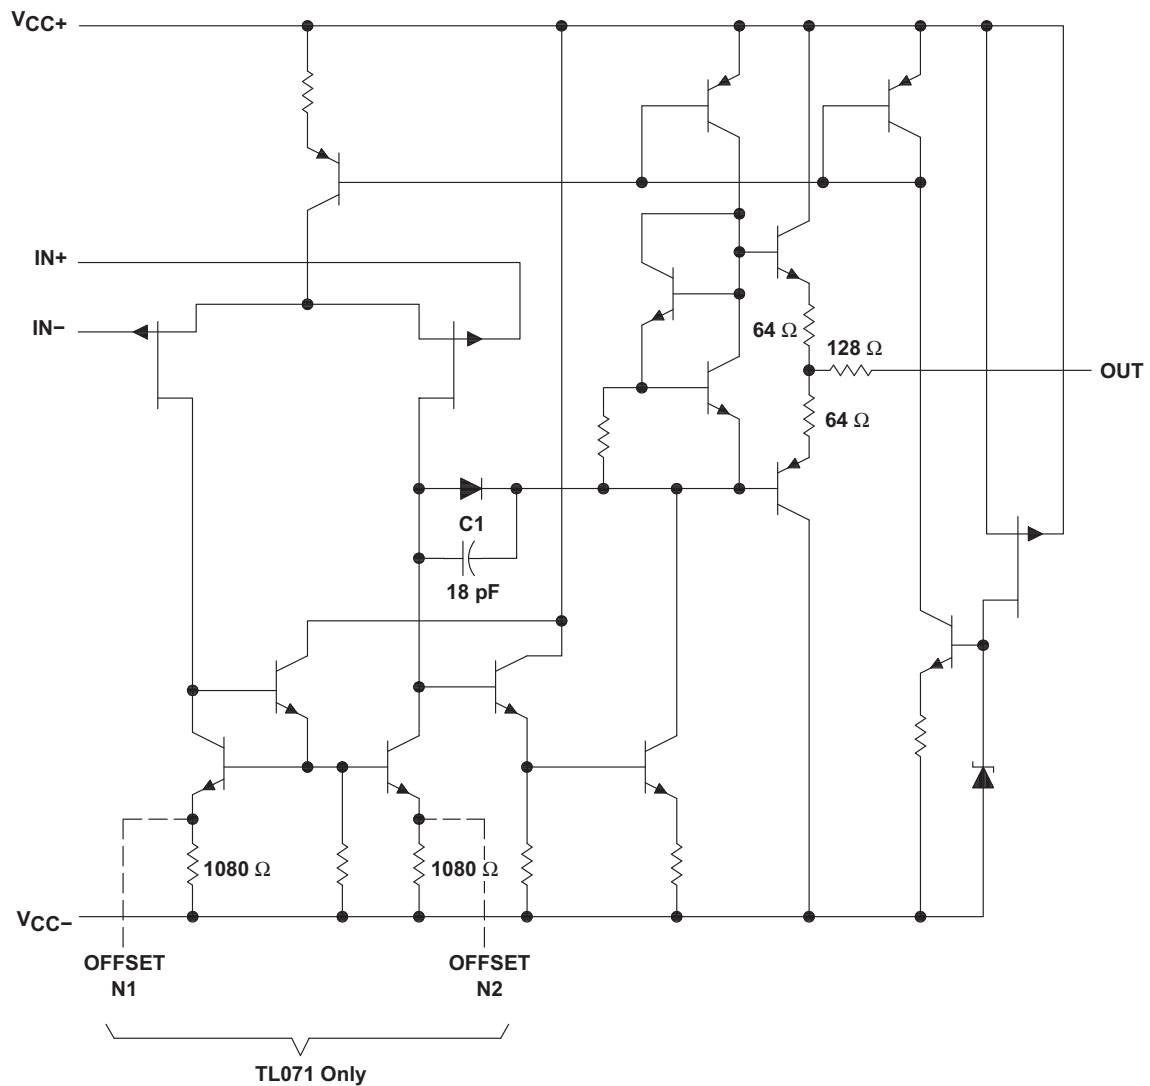 VCC+
IN+
IN−
64 Ω
128 Ω
OUT
64 Ω
C1
18 pF
1080 Ω
1080 Ω
VCC−
OFFSET
N1
OFFSET
N2
TL071 Only